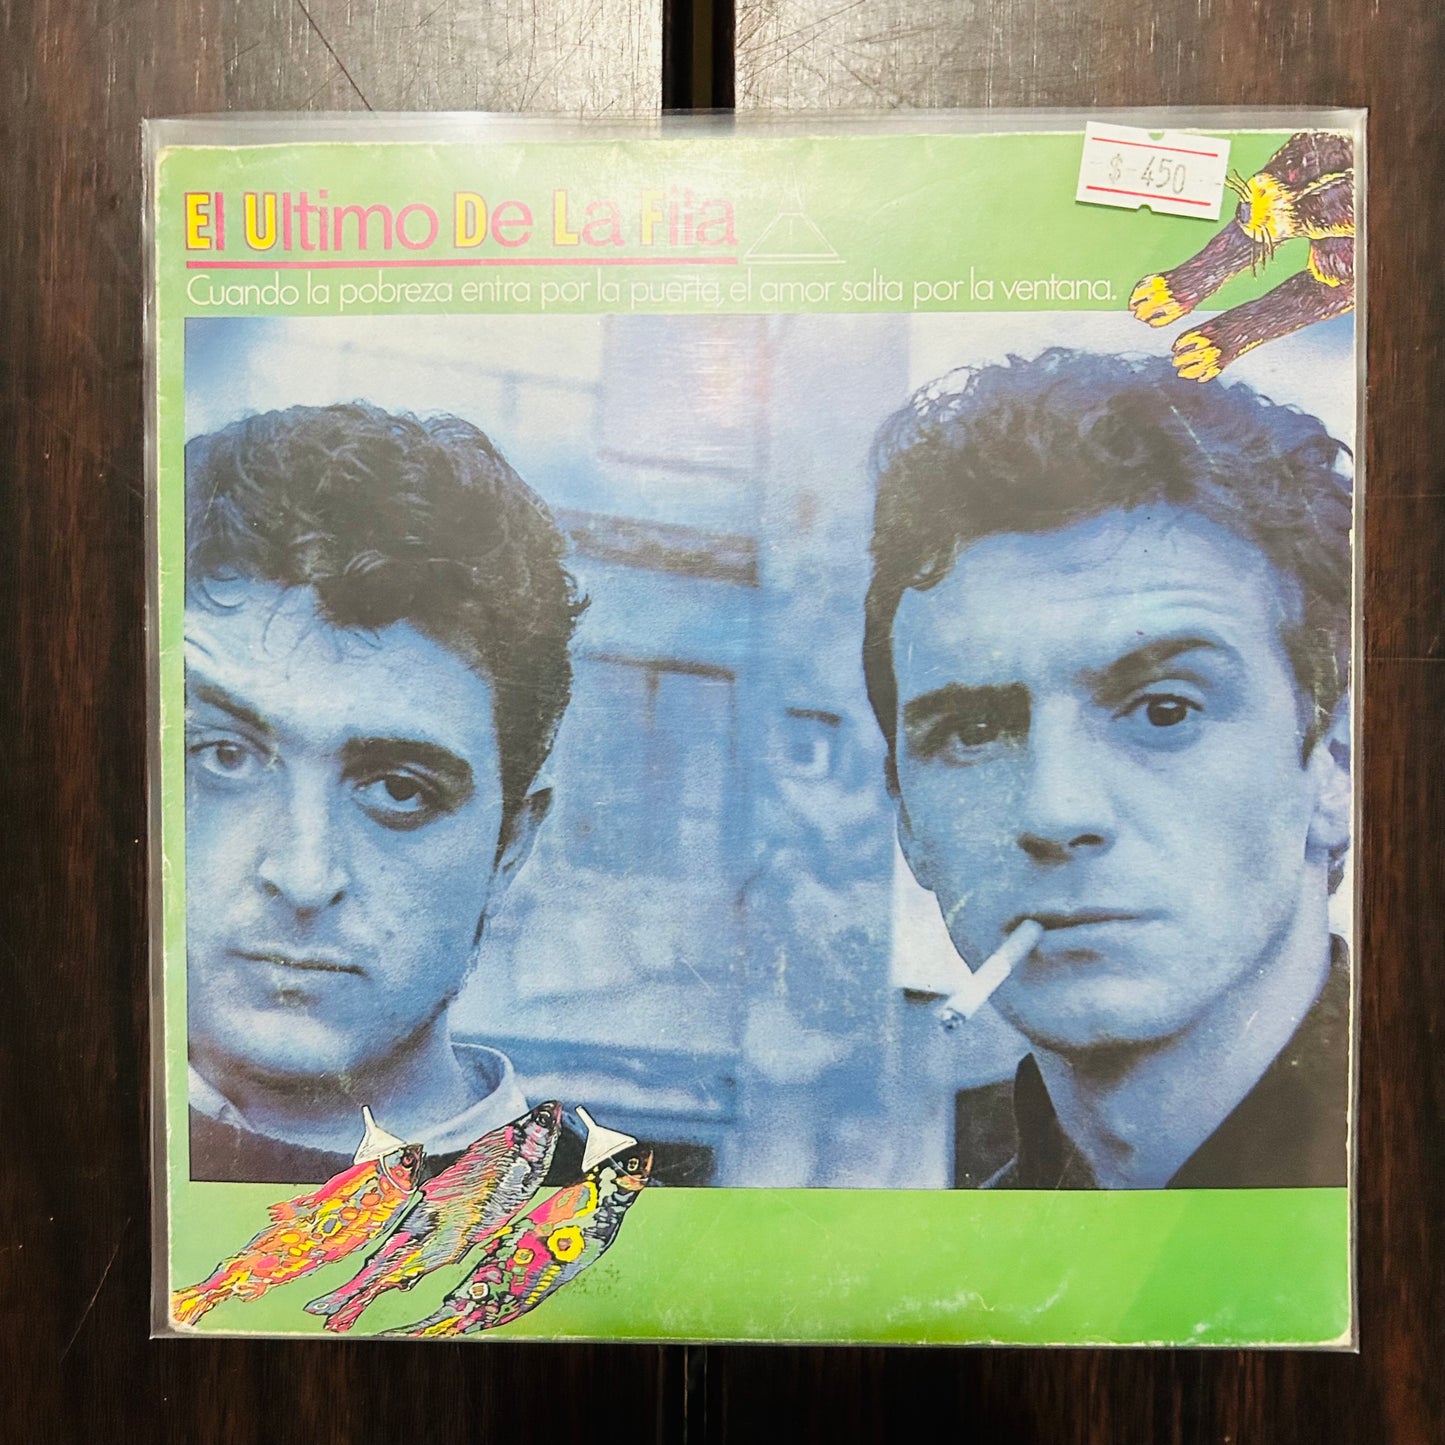 El Ultimo De La Fila
Cuando la pobreza entra por la puerta, el amor salta por la ventana.
$ 450